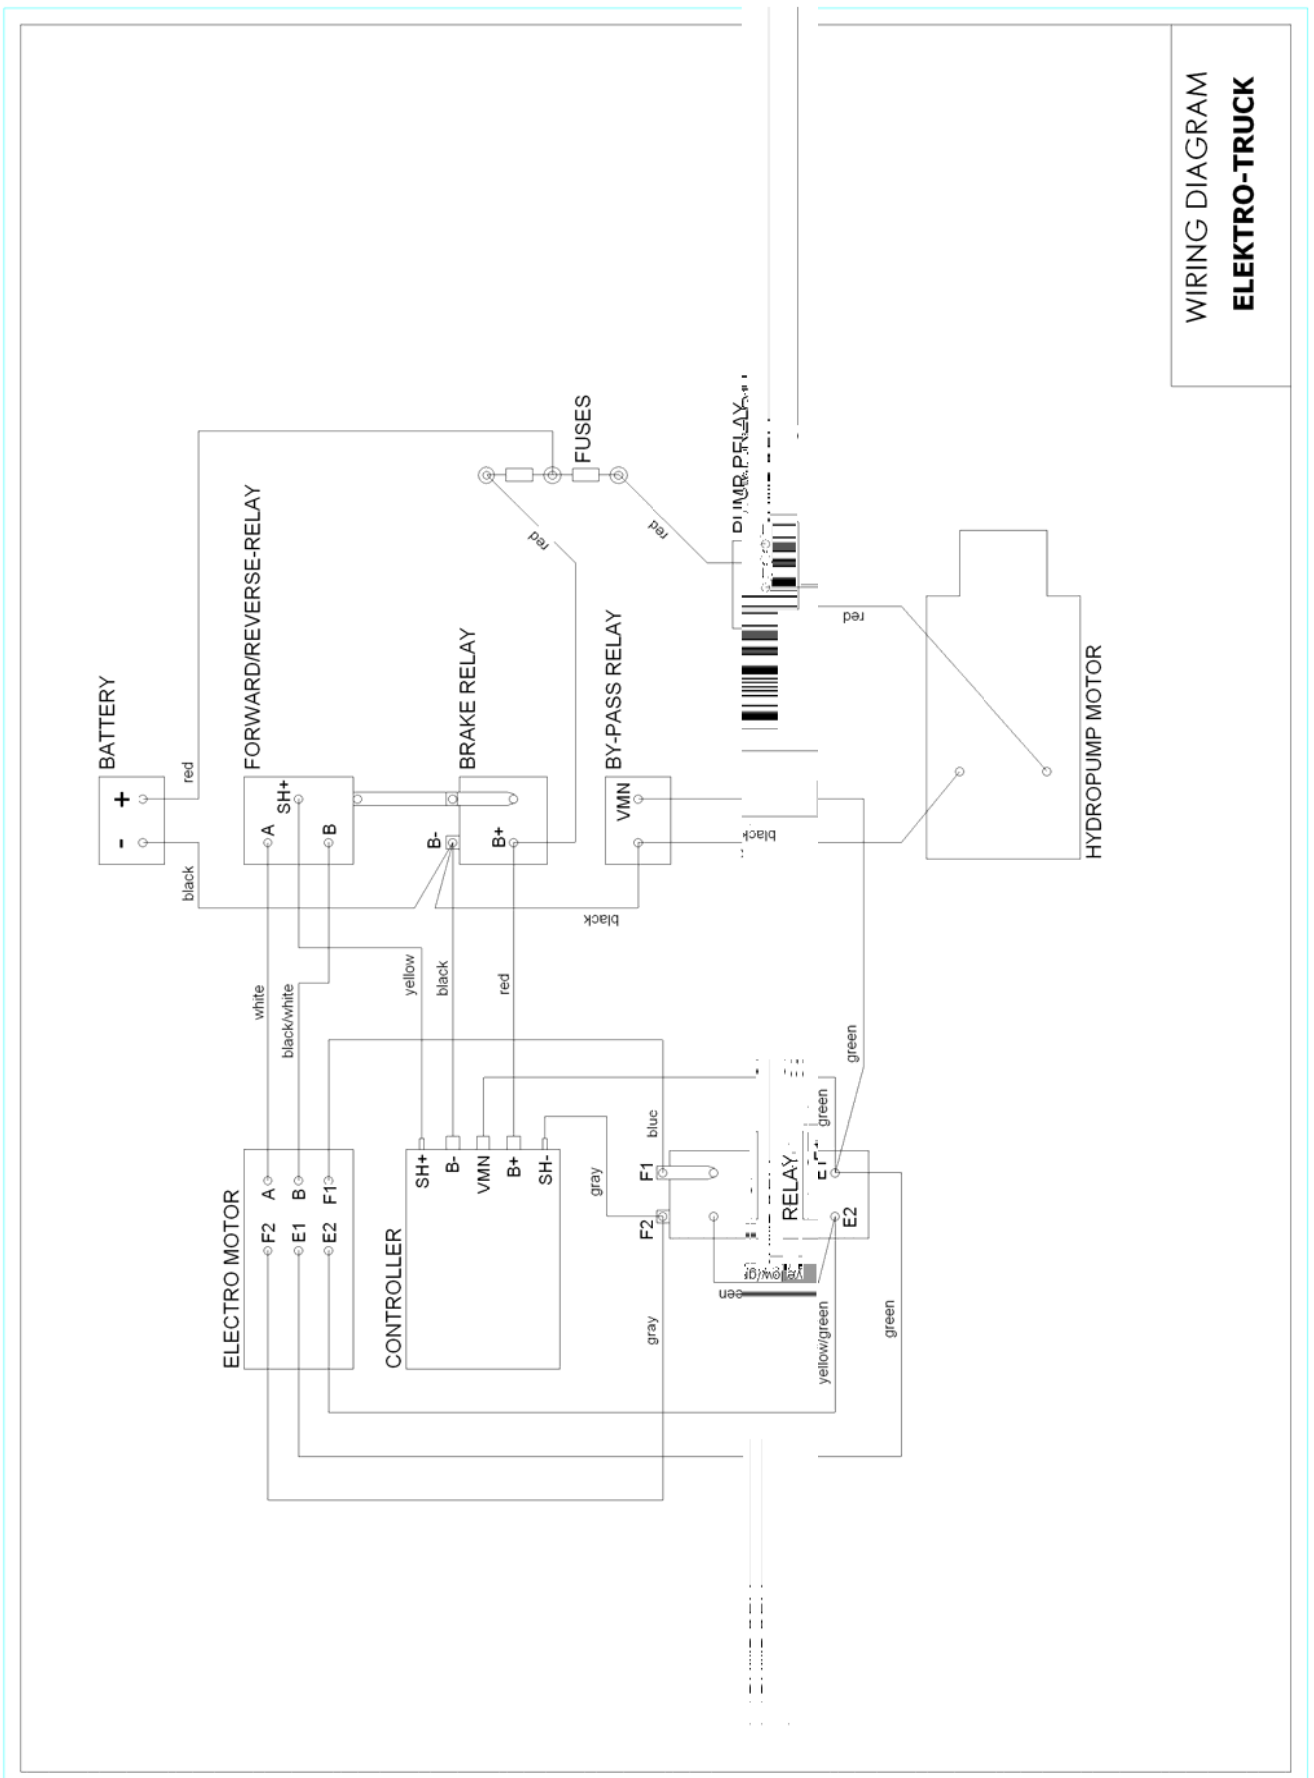 WIRING DIAGRAM
ELEKTRO-TRUCK
BATTERY
+
-
red
black
FORWARD/REVERSE-RELAY
SH+
A
B
FUSES
red
red
BRAKE RELAY
B-
B+
BY-PASS RELAY
VMN
black
black
red
HYDROPUMP MOTOR
white
black/white
yellow
black
red
green
green
ELECTRO MOTOR
A
B
F1
F2
E1
E2
CONTROLLER
SH+
B-
VMN
B+
SH-
gray
F1
F2
RELAY
E2
gray
yellow/green
green